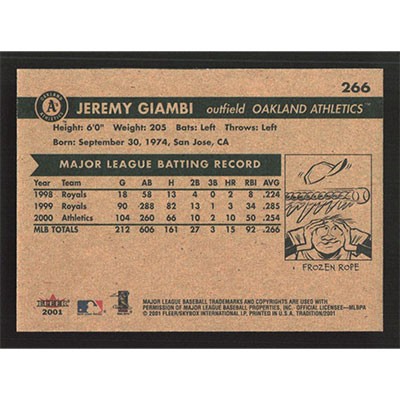 266
JEREMY GIAMBI outfield OAKLAND ATHLETICS™
Height: 6'0" Weight: 205 Bats: Left Throws: Left
Born: September 30, 1974, San Jose, CA
MAJOR LEAGUE BATTING RECORD
Year Team G AB H 2B 3B HR RBI AVG
1998 Royals 18 58 13 4 0 2 8 .224
1999 Royals 90 288 82 13 1 3 34 .285
2000 Athletics 104 260 66 10 2 10 50 .254
MLB TOTALS 212 606 161 27 3 15 92 .266
FROZEN ROPE
Fleer
2001
MAJOR LEAGUE BASEBALL TRADEMARKS AND COPYRIGHTS ARE USED WITH
PERMISSION OF MAJOR LEAGUE BASEBALL PROPERTIES, INC. OFFICIAL LICENSEE—MLBPA
© 2001 FLEER/SKYBOX INTERNATIONAL LP. PRINTED IN U.S.A. TRADITION/2001